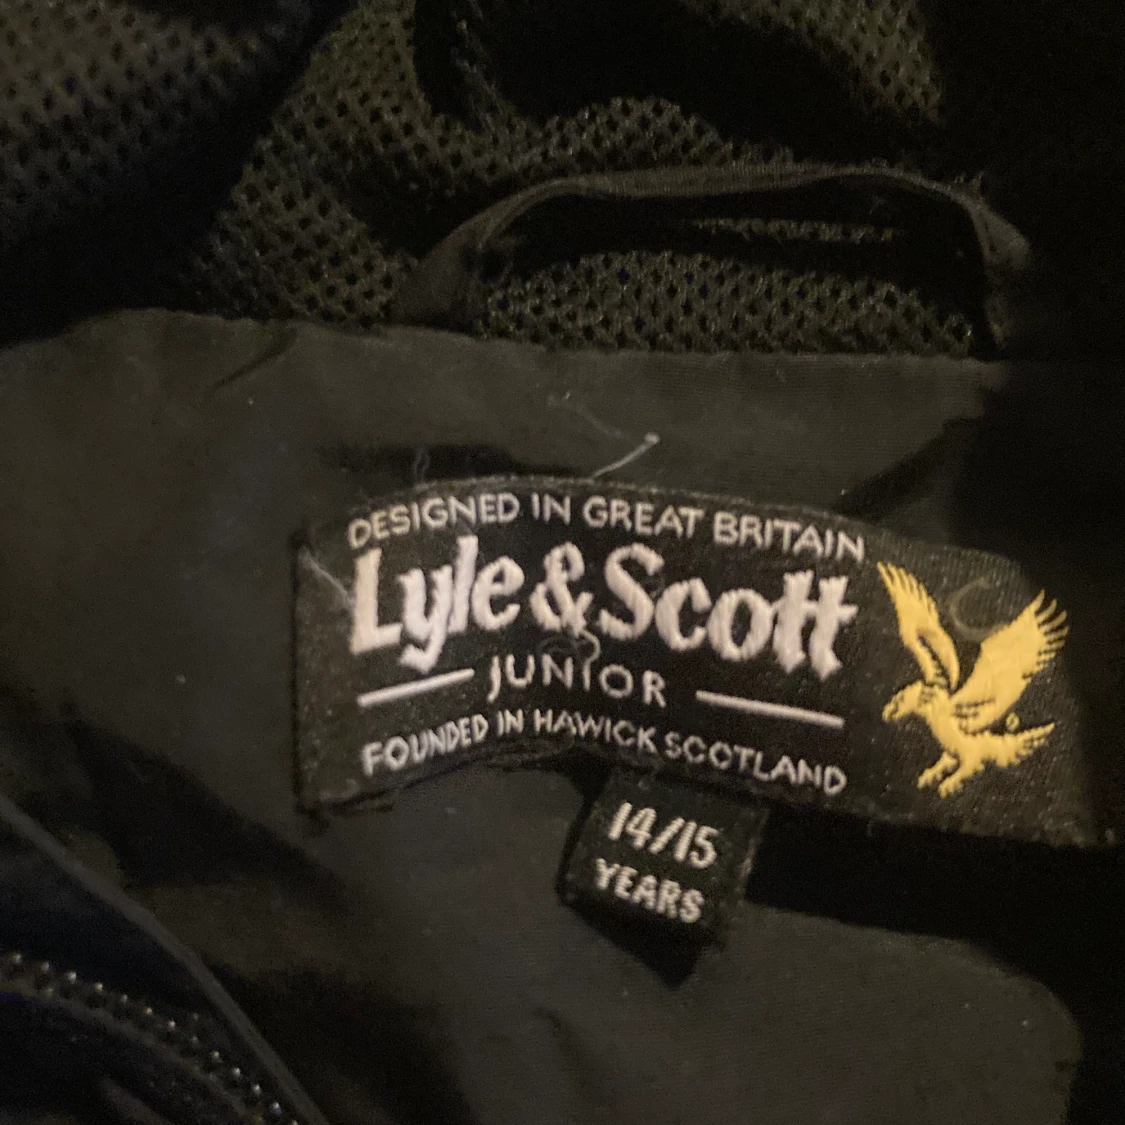 DESIGNED IN GREAT BRITAIN
Lyle & Scott
JUNIOR
FOUNDED IN HAWICK SCOTLAND
14/15
YEARS